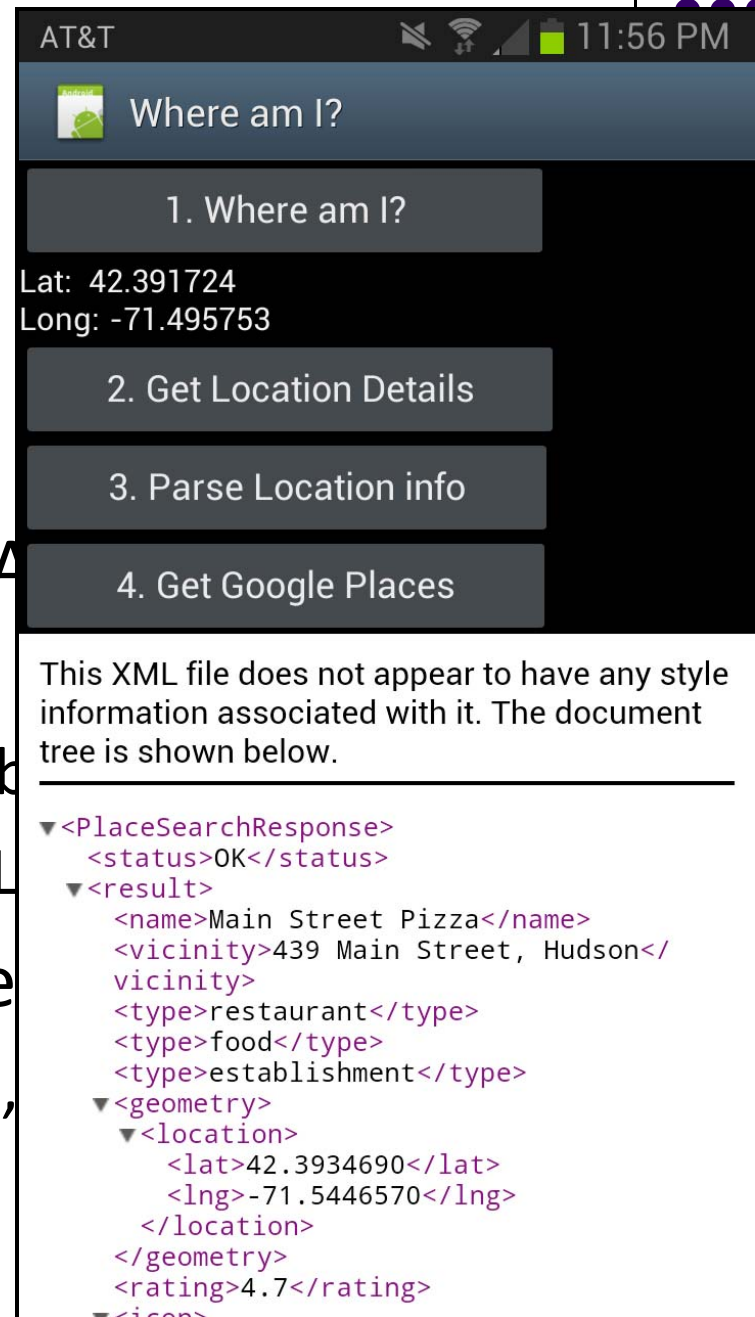 AT&T 11:56 PM
Where am I?
1. Where am I?
Lat: 42.391724
Long: -71.495753
2. Get Location Details
3. Parse Location info
4. Get Google Places
This XML file does not appear to have any style
information associated with it. The document
tree is shown below.
▼<PlaceSearchResponse>
<status>OK</status>
▼<result>
<name>Main Street Pizza</name>
<vicinity>439 Main Street, Hudson</
vicinity>
<type>restaurant</type>
<type>food</type>
<type>establishment</type>
▼<geometry>
▼<location>
<lat>42.3934690</lat>
<lng>-71.5446570</lng>
</location>
</geometry>
<rating>4.7</rating>